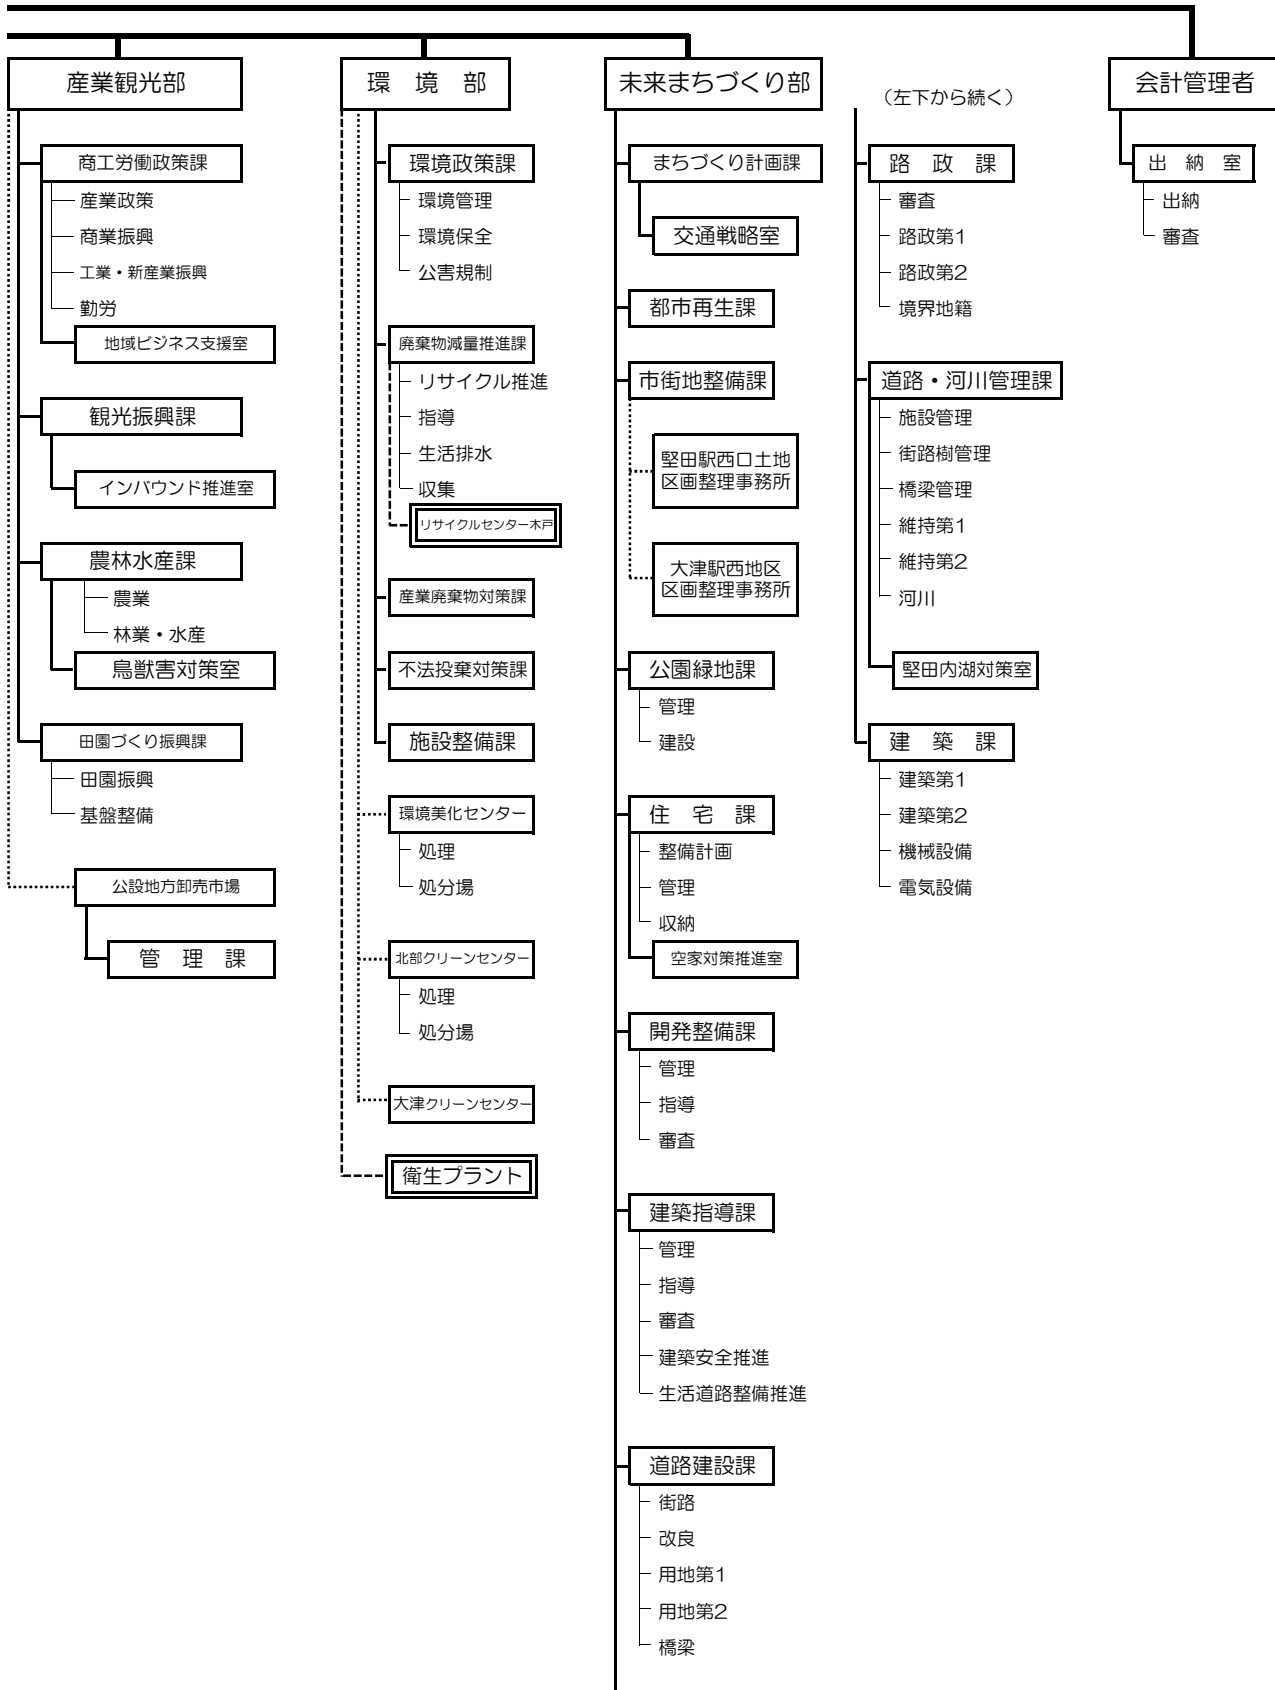 産業観光部
商工労働政策課
産業政策
商業振興
工業・新産業振興
勤労
地域ビジネス支援室
観光振興課
インバウンド推進室
農林水産課
農業
林業・水産
鳥獣害対策室
田園づくり振興課
田園振興
基盤整備
公設地方卸売市場
管　理　課
環　境　部
環境政策課
環境管理
環境保全
公害規制
廃棄物減量推進課
リサイクル推進
指導
生活排水
収集
リサイクルセンター木戸
産業廃棄物対策課
不法投棄対策課
施設整備課
環境美化センター
処理
処分場
北部クリーンセンター
処理
処分場
大津クリーンセンター
衛生プラント
未来まちづくり部
まちづくり計画課
交通戦略室
都市再生課
市街地整備課
堅田駅西口土地
区画整理事務所
大津駅西地区
区画整理事務所
公園緑地課
管理
建設
住　宅　課
整備計画
管理
収納
空家対策推進室
開発整備課
管理
指導
審査
建築指導課
管理
指導
審査
建築安全推進
生活道路整備推進
道路建設課
街路
改良
用地第1
用地第2
橋梁
（左下から続く）
路　政　課
審査
路政第1
路政第2
境界地籍
道路・河川管理課
施設管理
街路樹管理
橋梁管理
維持第1
維持第2
河川
堅田内湖対策室
建　築　課
建築第1
建築第2
機械設備
電気設備
会計管理者
出　納　室
出納
審査